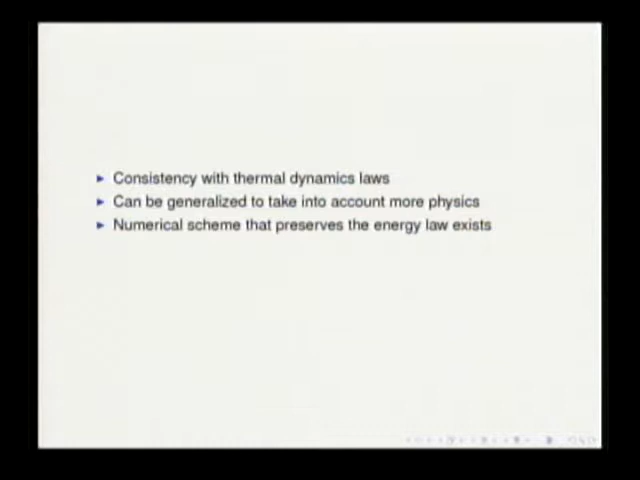 Consistency with thermal dynamics laws
Can be generalized to take into account more physics
Numerical scheme that preserves the energy law exists